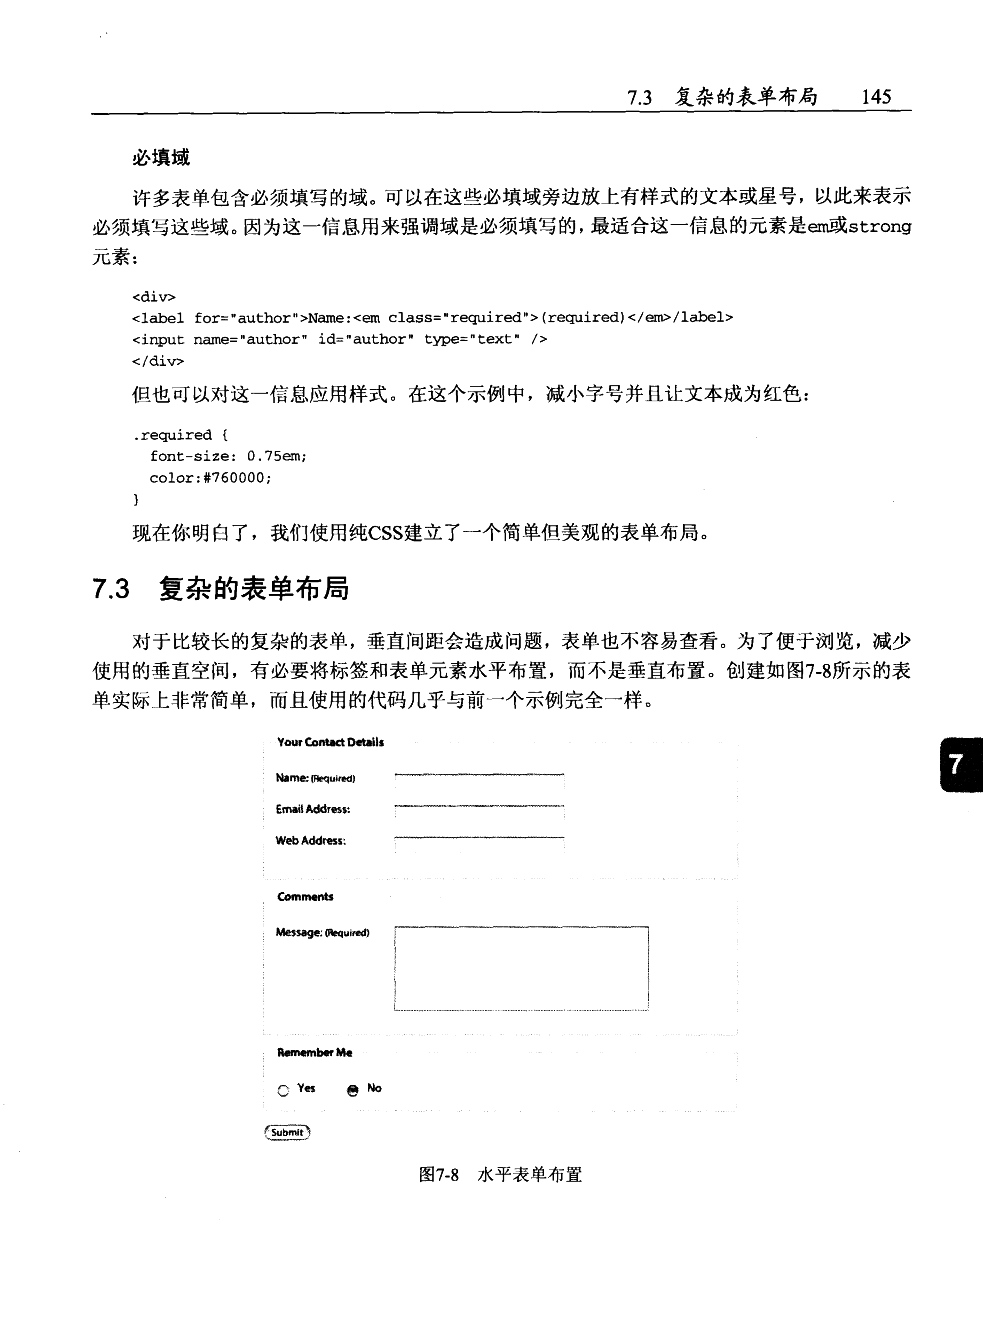 7.3 复杂的表单布局 145
必填域
许多表单包含必须填写的域。可以在这些必填域旁边放上有样式的文本或星号，以此来表示
必须填写这些域。因为这一信息用来强调域是必须填写的，最适合这一信息的元素是em或strong
元素：
<div>
<label for="author">Name:<em class="required">(required)</em>/label>
<input name="author" id="author" type="text" />
</div>
但也可以对这一信息应用样式。在这个示例中，减小字号并且让文本成为红色：
.required {
font-size: 0.75em;
color:#760000;
}
现在你明白了，我们使用纯CSS建立了一个简单但美观的表单布局。
7.3 复杂的表单布局
对于比较长的复杂的表单，垂直间距会造成问题，表单也不容易查看。为了便于浏览，减少
使用的垂直空间，有必要将标签和表单元素水平布置，而不是垂直布置。创建如图7-8所示的表
单实际上非常简单，而且使用的代码几乎与前一个示例完全一样。
Your Contact Details
7
Name: (Required)
Email Address:
Web Address:
Comments
Message: (Required)
Remember Me
Yes No
Submit
图7-8 水平表单布置